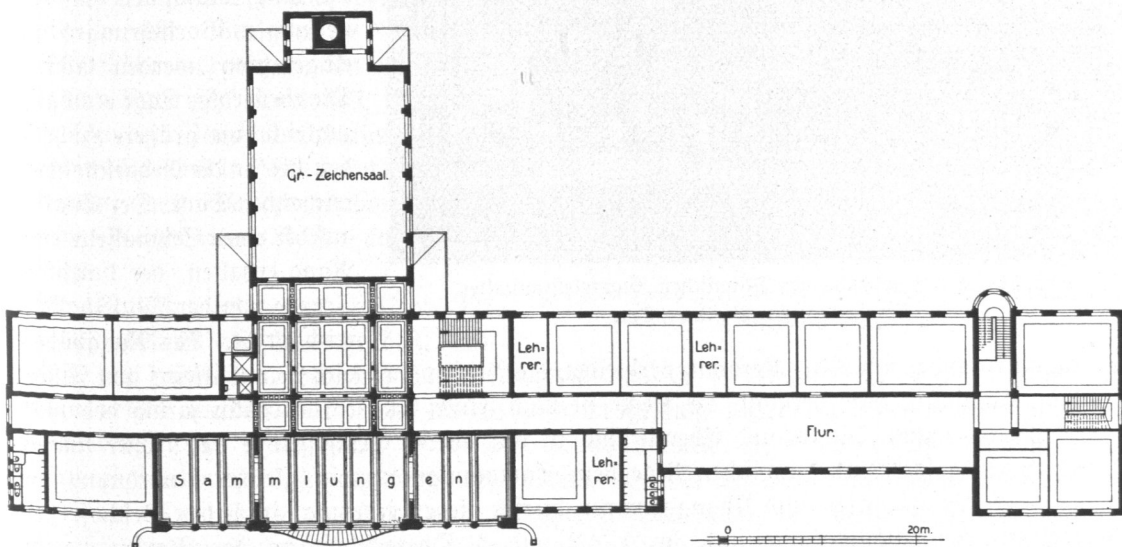 Gr- Zeichensaal.
Leh=
rer.
Leh=
rer.
Flur.
Sammlungen
Leh=
rer.
0 20m.